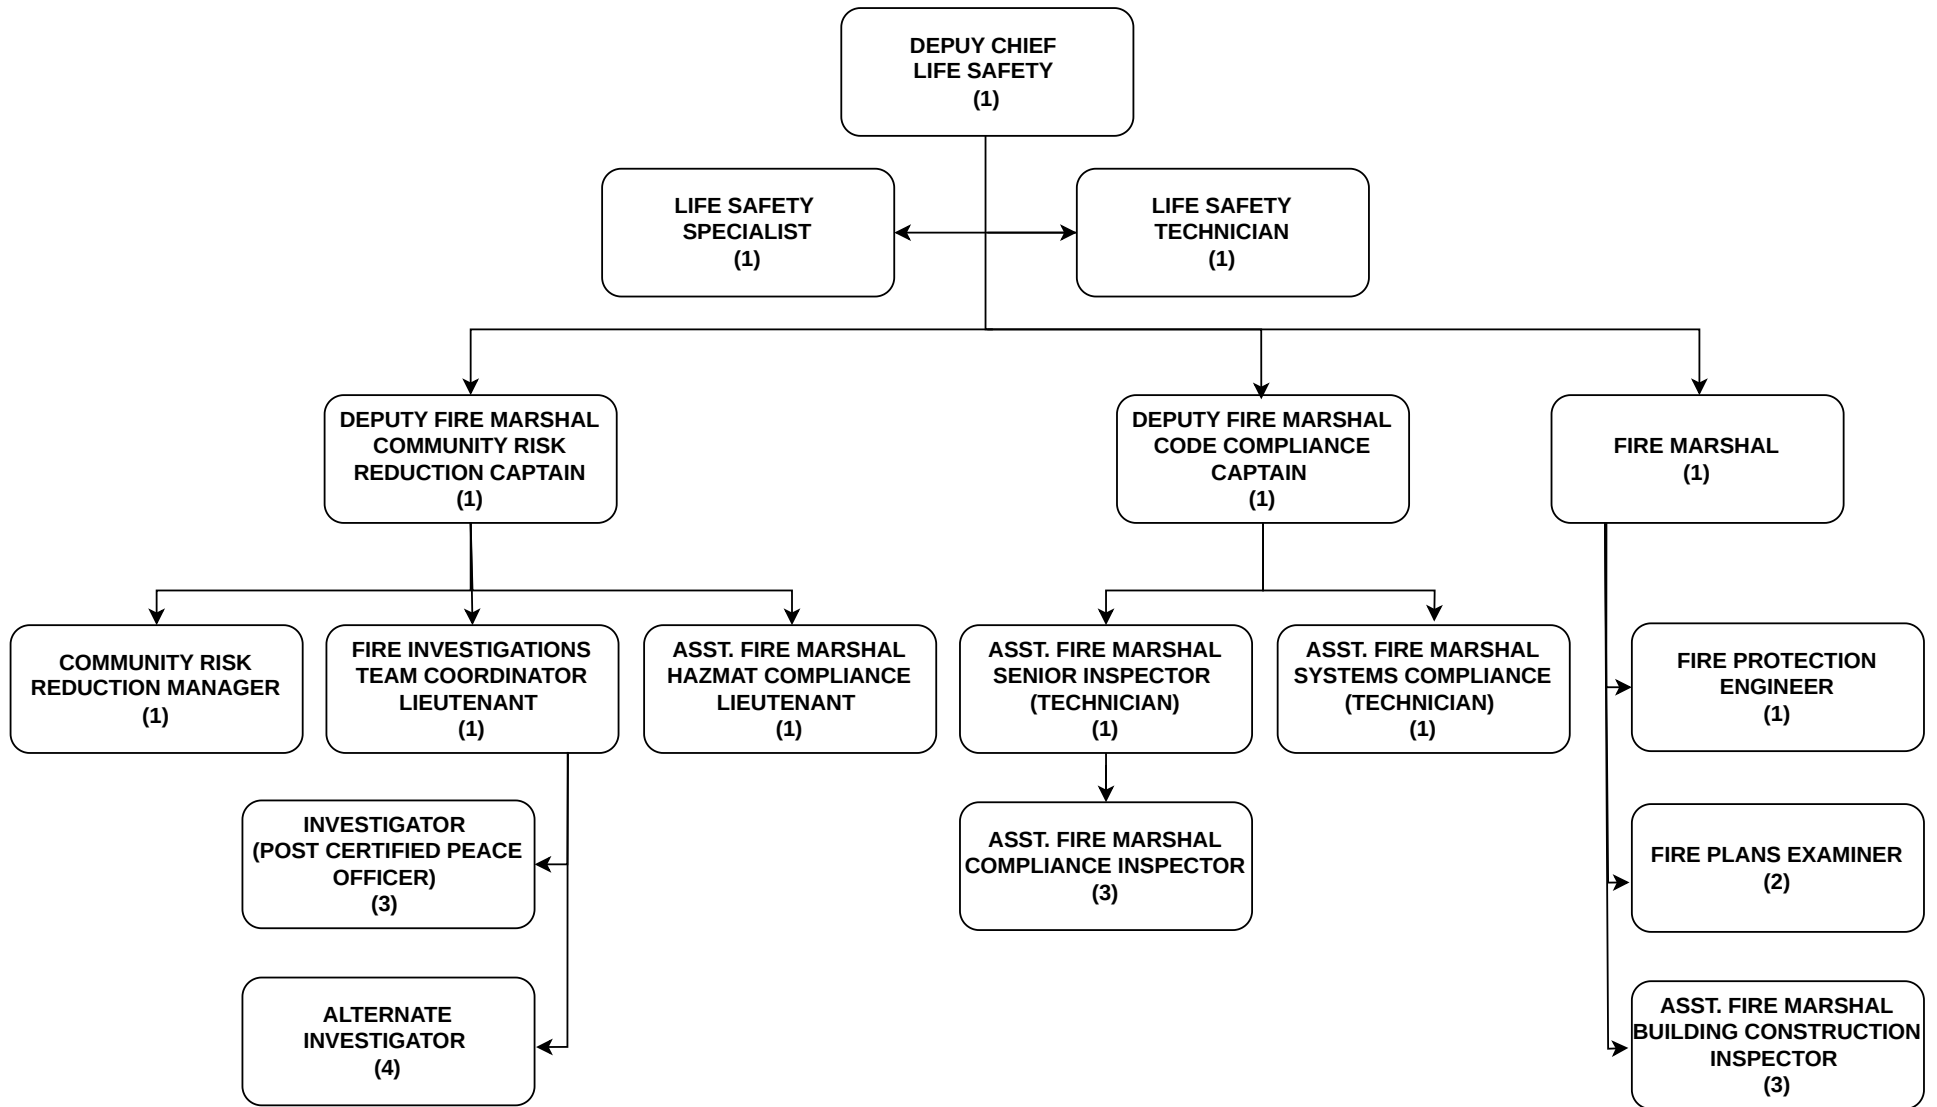 DEPUY CHIEF
LIFE SAFETY
(1)
LIFE SAFETY
SPECIALIST
(1)
LIFE SAFETY
TECHNICIAN
(1)
DEPUTY FIRE MARSHAL
COMMUNITY RISK
REDUCTION CAPTAIN
(1)
DEPUTY FIRE MARSHAL
CODE COMPLIANCE
CAPTAIN
(1)
FIRE MARSHAL
(1)
COMMUNITY RISK
REDUCTION MANAGER
(1)
FIRE INVESTIGATIONS
TEAM COORDINATOR
LIEUTENANT
(1)
ASST. FIRE MARSHAL
HAZMAT COMPLIANCE
LIEUTENANT
(1)
ASST. FIRE MARSHAL
SENIOR INSPECTOR
(TECHNICIAN)
(1)
ASST. FIRE MARSHAL
SYSTEMS COMPLIANCE
(TECHNICIAN)
(1)
FIRE PROTECTION
ENGINEER
(1)
INVESTIGATOR
(POST CERTIFIED PEACE
OFFICER)
(3)
ASST. FIRE MARSHAL
COMPLIANCE INSPECTOR
(3)
FIRE PLANS EXAMINER
(2)
ALTERNATE
INVESTIGATOR
(4)
ASST. FIRE MARSHAL
BUILDING CONSTRUCTION
INSPECTOR
(3)